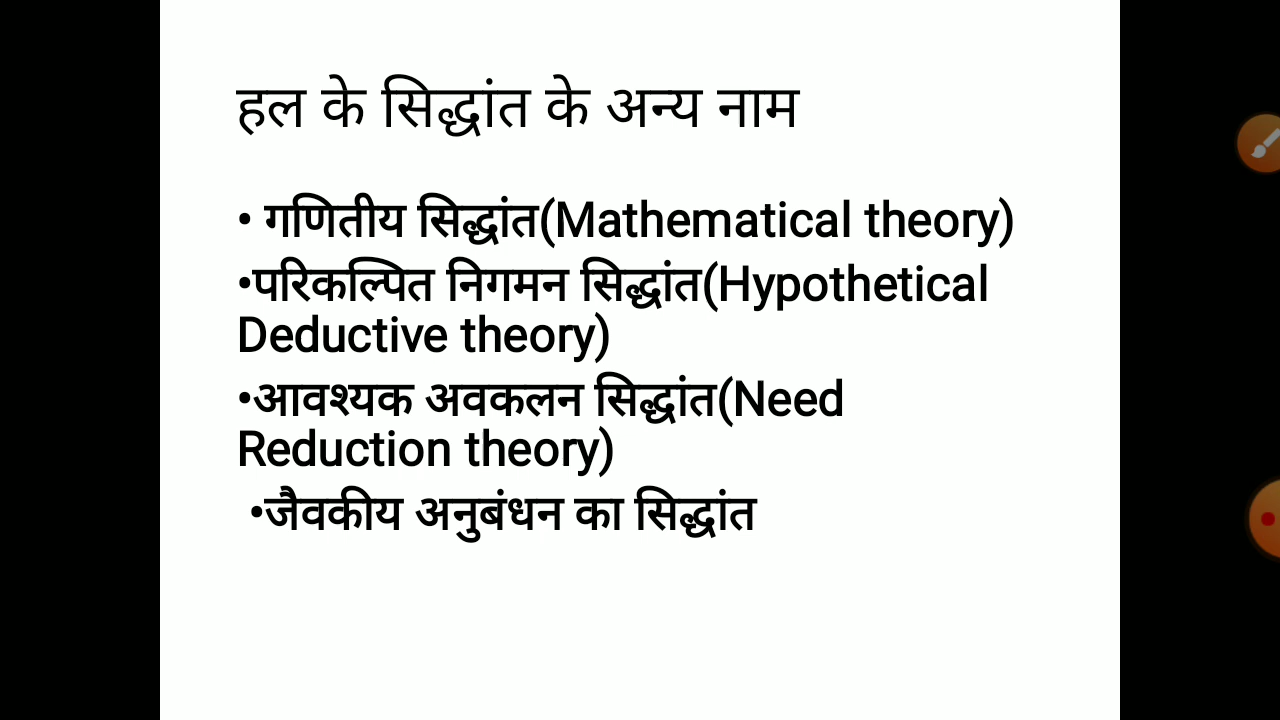 हल के सिद्धांत के अन्य नाम
• गणितीय सिद्धांत(Mathematical theory)
•परिकल्पित निगमन सिद्धांत(Hypothetical
Deductive theory)
•आवश्यक अवकलन सिद्धांत(Need
Reduction theory)
•जैवकीय अनुबंधन का सिद्धांत